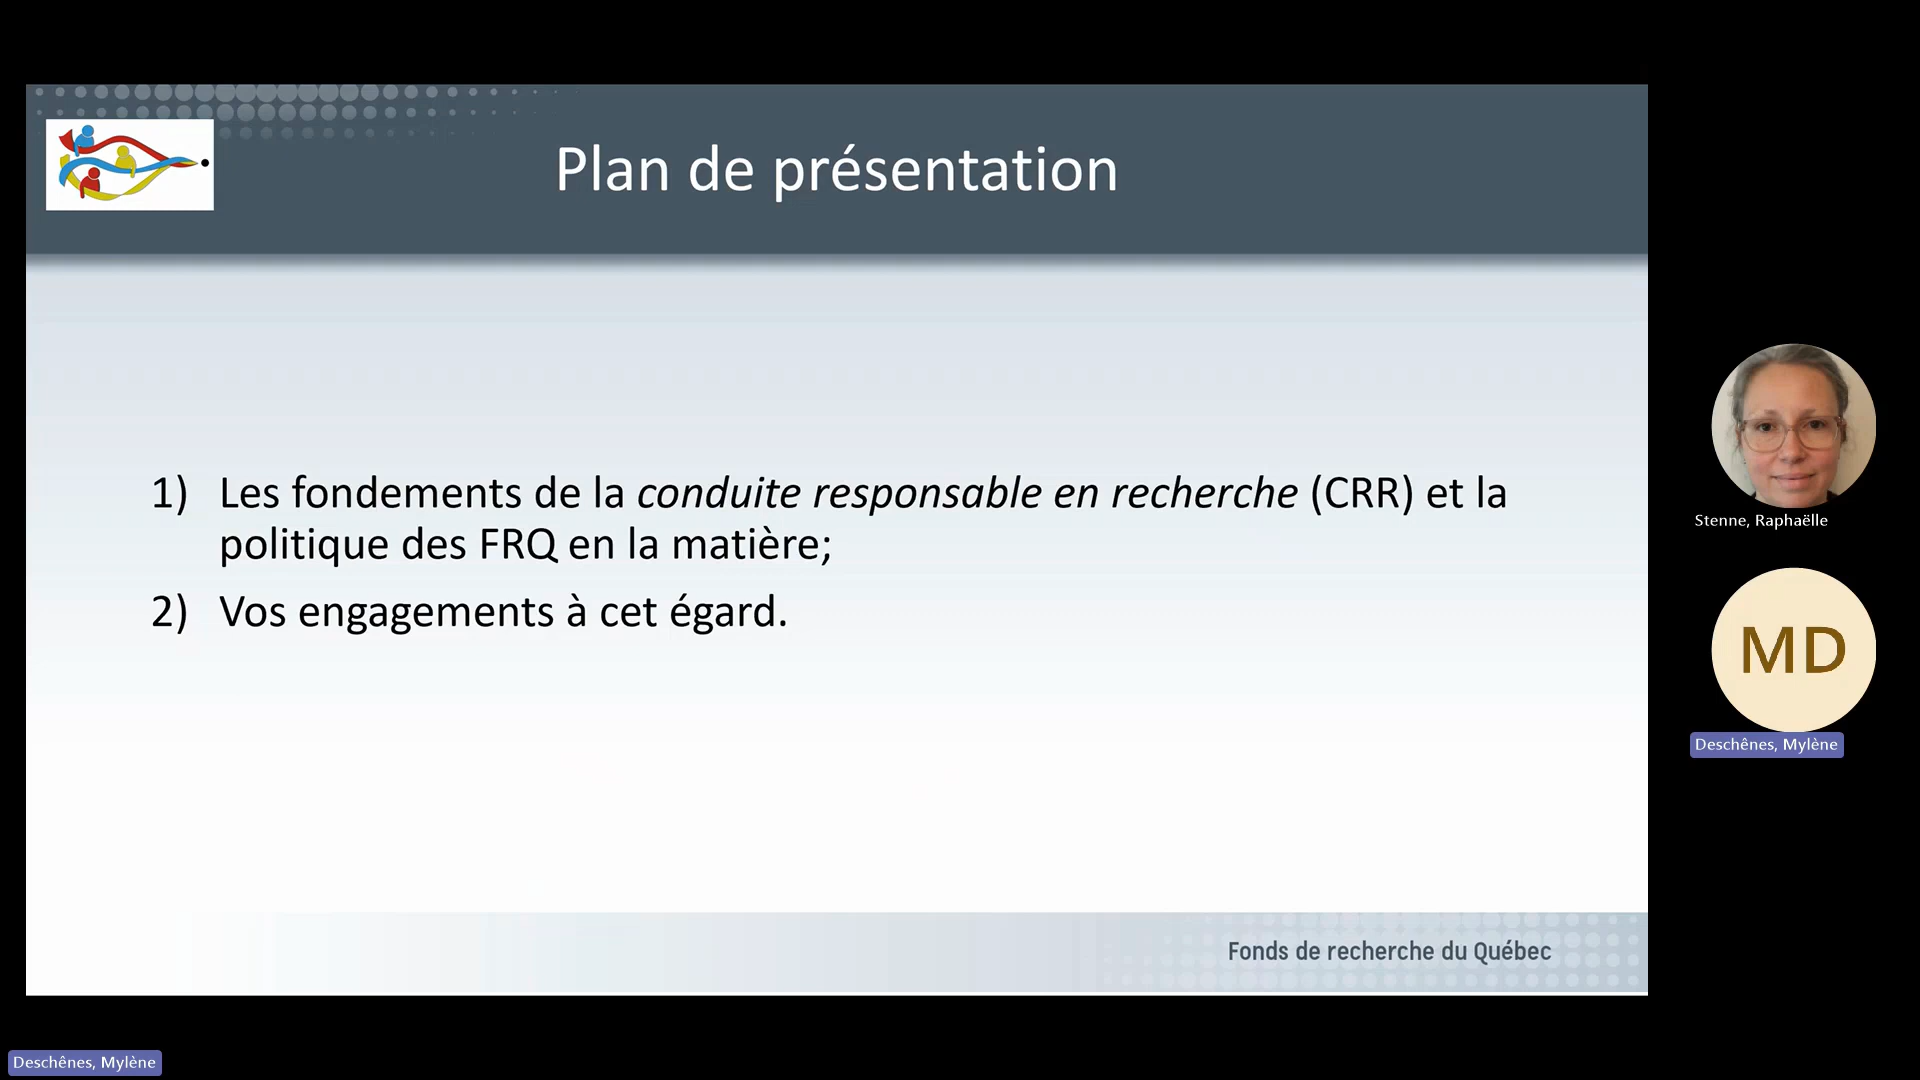 Plan de présentation
1) Les fondements de la conduite responsable en recherche (CRR) et la
politique des FRQ en la matière;
2) Vos engagements à cet égard.
Fonds de recherche du Québec
Stenne, Raphaëlle
MD
Deschênes, Mylène
Deschênes, Mylène